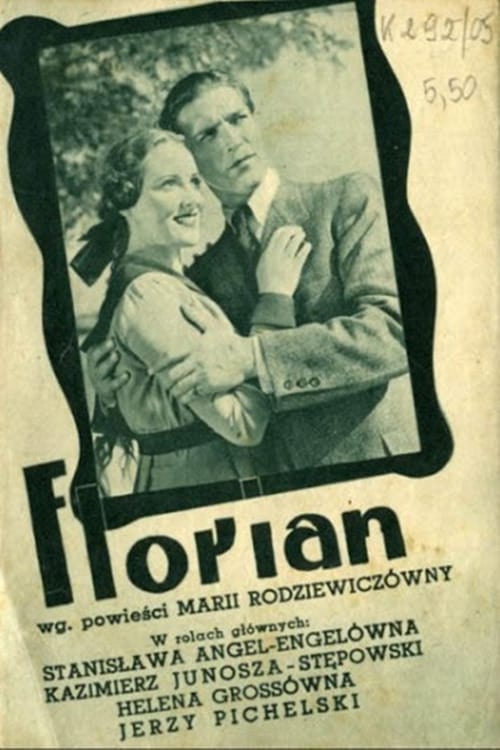 K 292/05
5,50
Florian
wg. powieści MARII RODZIEWICZÓWNY
W rolach głównych:
STANISŁAWA ANGEL-ENGELÓWNA
KAZIMIERZ JUNOSZA-STĘPOWSKI
HELENA GROSSÓWNA
JERZY PICHELSKI